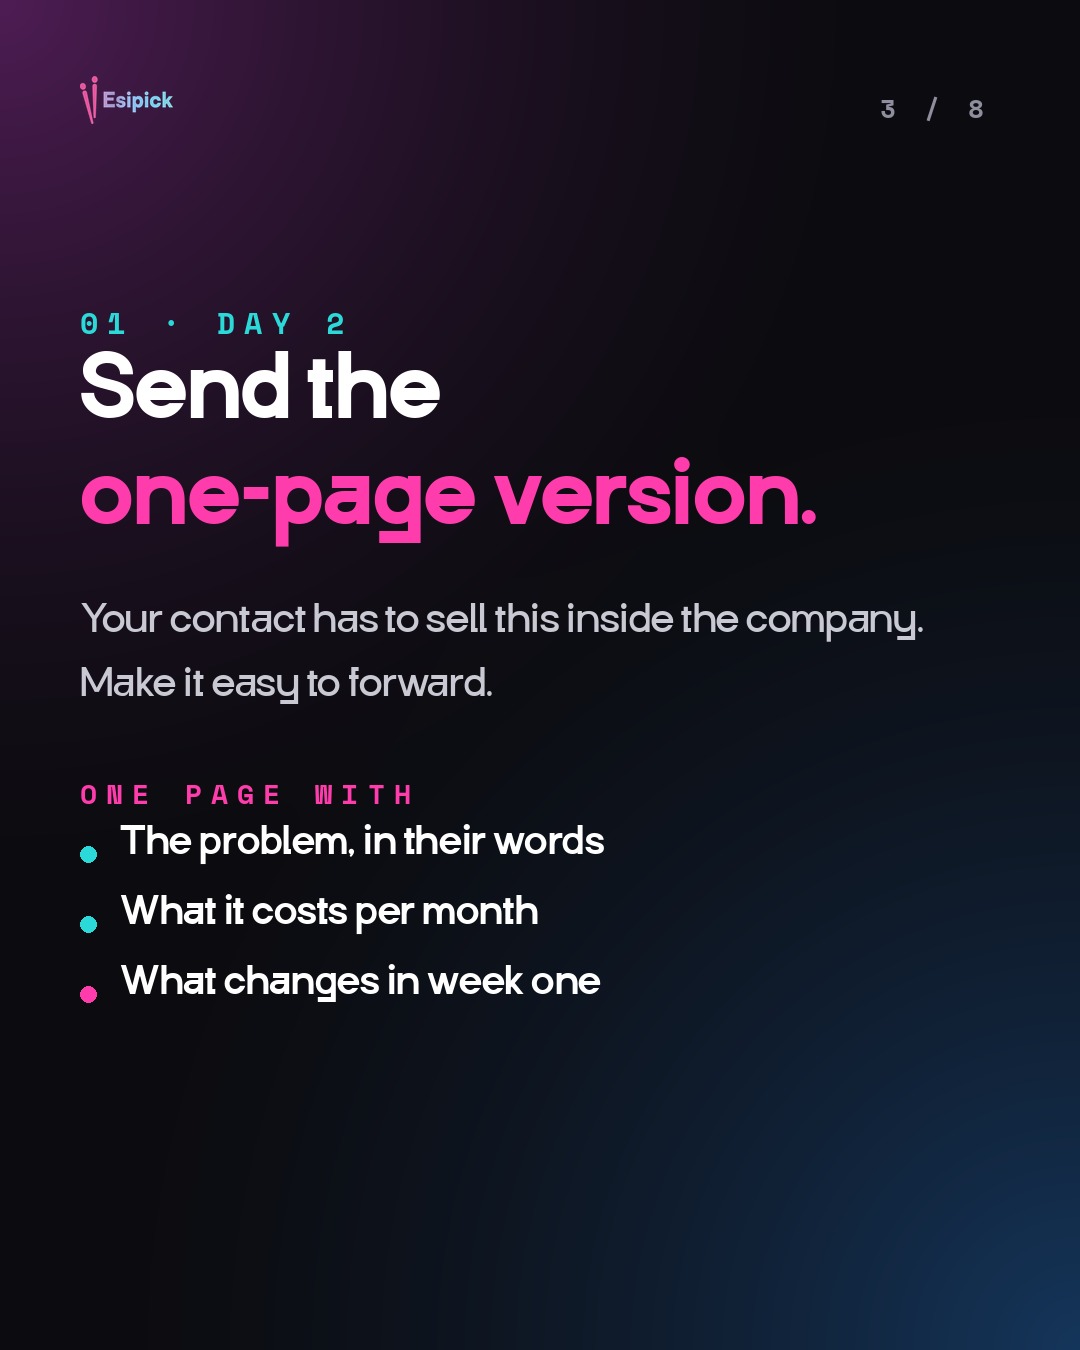 Esipick
3 / 8
01 · DAY 2
Send the
one-page version.
Your contact has to sell this inside the company.
Make it easy to forward.
ONE PAGE WITH
The problem, in their words
What it costs per month
What changes in week one